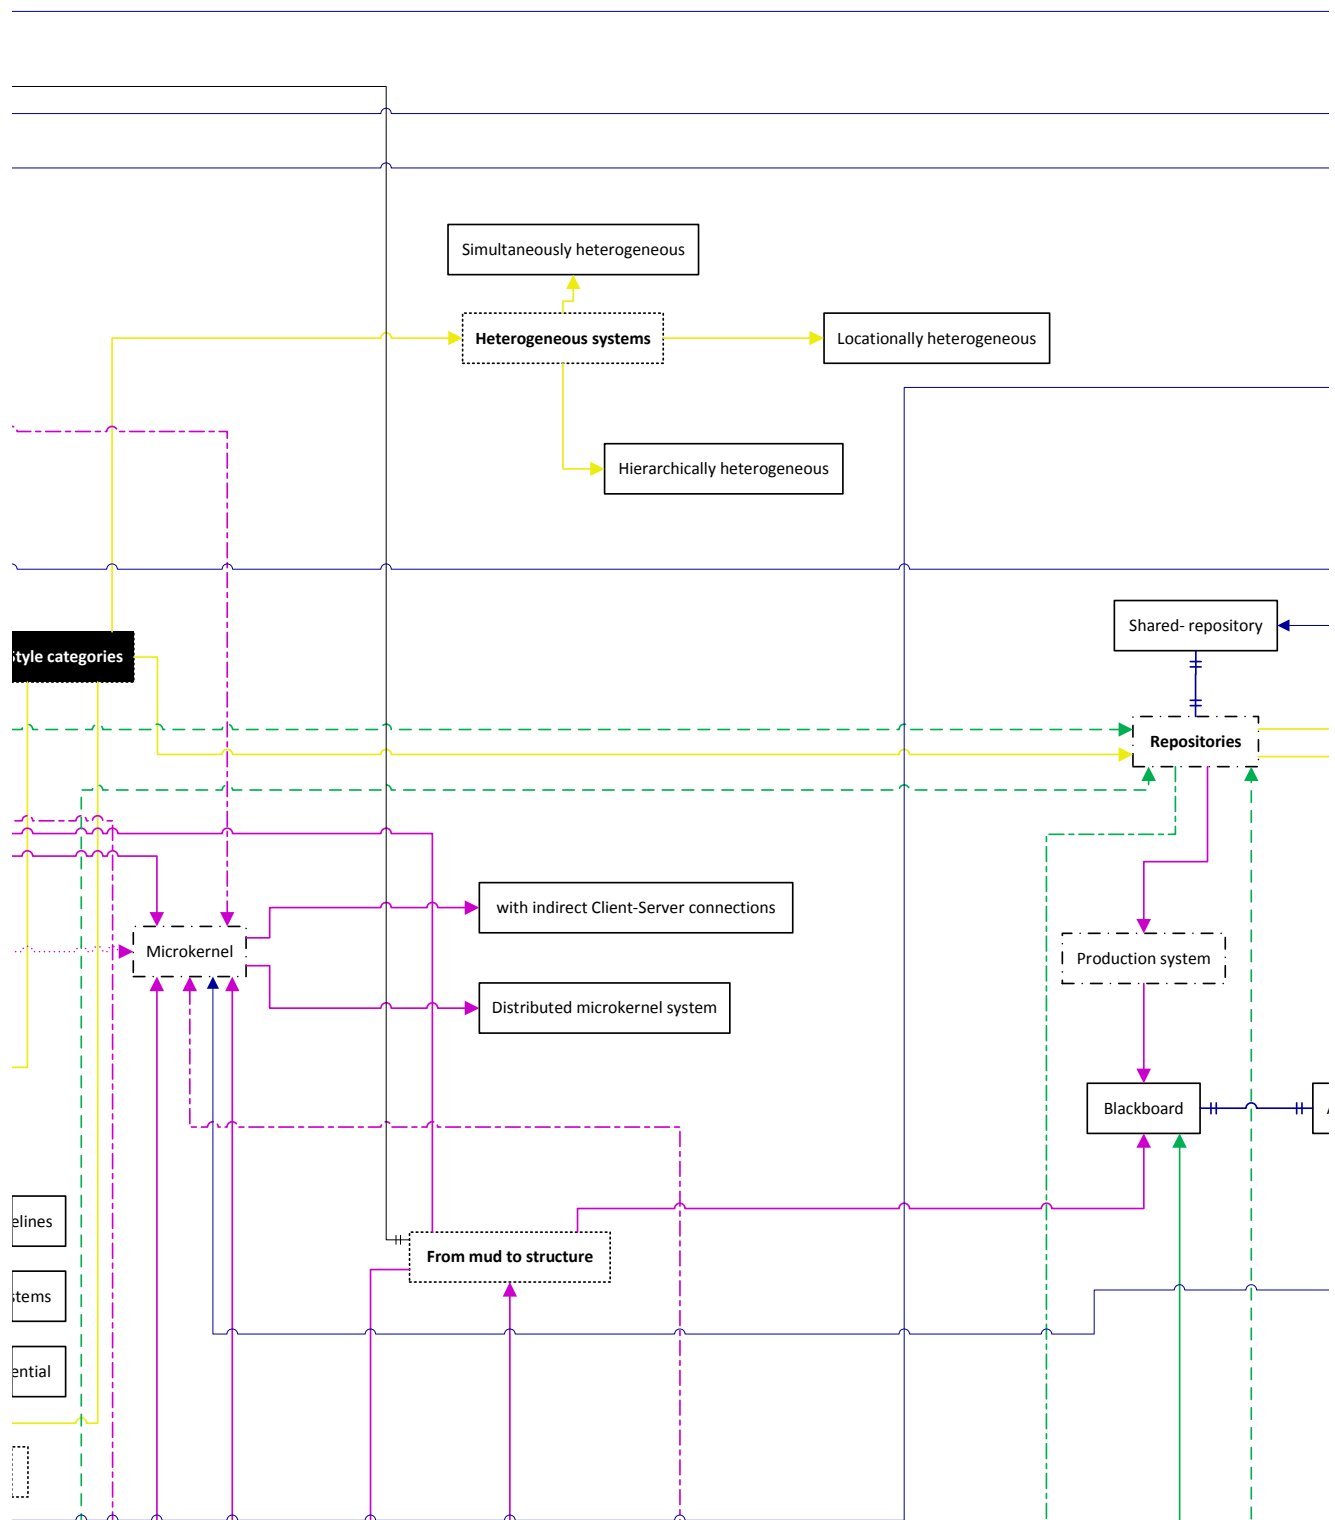 Simultaneously heterogeneous
Heterogeneous systems
Locationally heterogeneous
Hierarchically heterogeneous
Shared- repository
tyle categories
Repositories
with indirect Client-Server connections
Microkernel
Production system
Distributed microkernel system
Blackboard
elines
From mud to structure
stems
ential